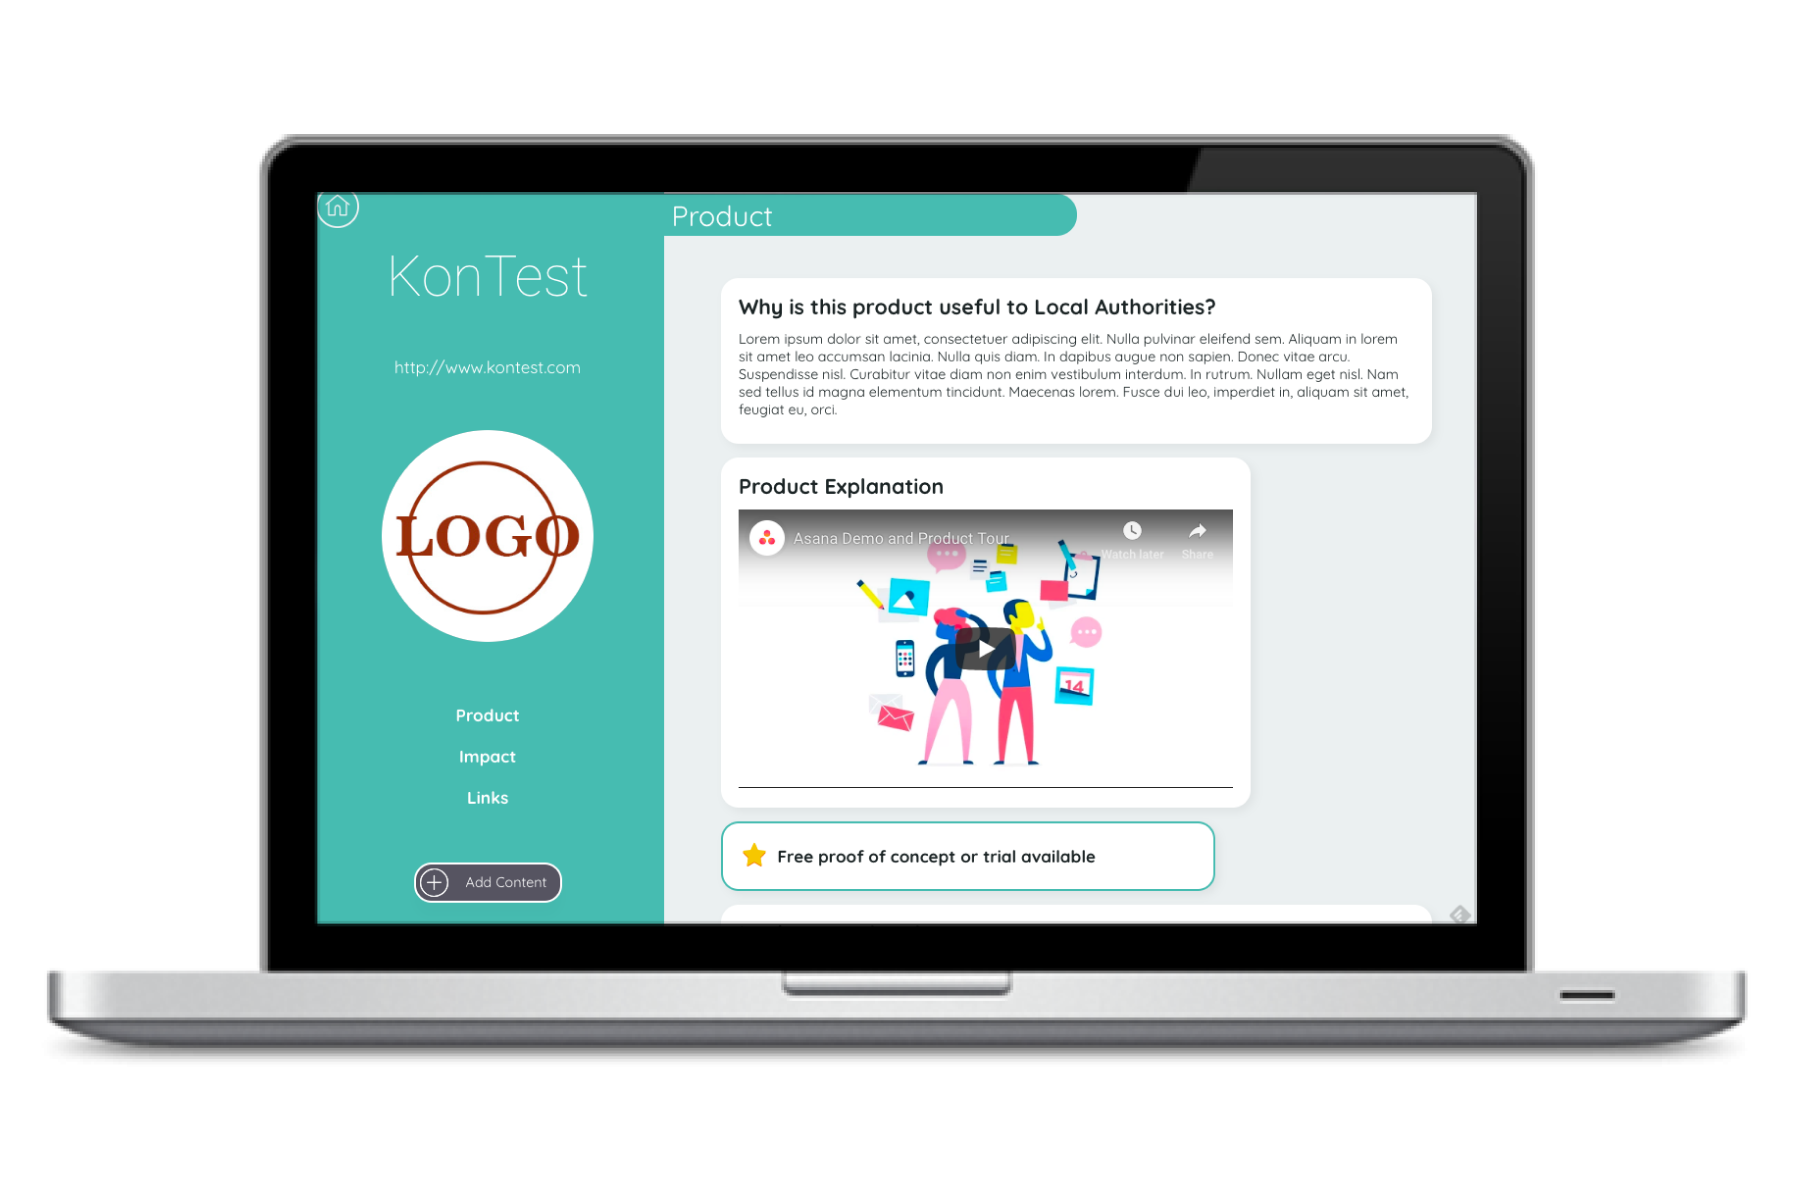 Product
KonTest
http://www.kontest.com
LOGO
Product
Impact
Links
Add Content
Why is this product useful to Local Authorities?
Lorem ipsum dolor sit amet, consectetuer adipiscing elit. Nulla pulvinar eleifend sem. Aliquam in lorem
sit amet leo accumsan lacinia. Nulla quis diam. In dapibus augue non sapien. Donec vitae arcu.
Suspendisse nisl. Curabitur vitae diam non enim vestibulum interdum. In rutrum. Nullam eget nisl. Nam
sed tellus id magna elementum tincidunt. Maecenas lorem. Fusce dui leo, imperdiet in, aliquam sit amet,
feugiat eu, orci.
Product Explanation
Asana Demo and Product Tour
Watch later
Share
14
Free proof of concept or trial available